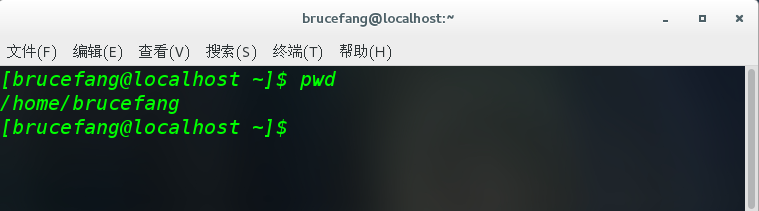 brucefang@localhost:~
文件(F) 编辑(E) 查看(V) 搜索(S) 终端(T) 帮助(H)
[brucefang@localhost ~]$ pwd
/home/brucefang
[brucefang@localhost ~]$